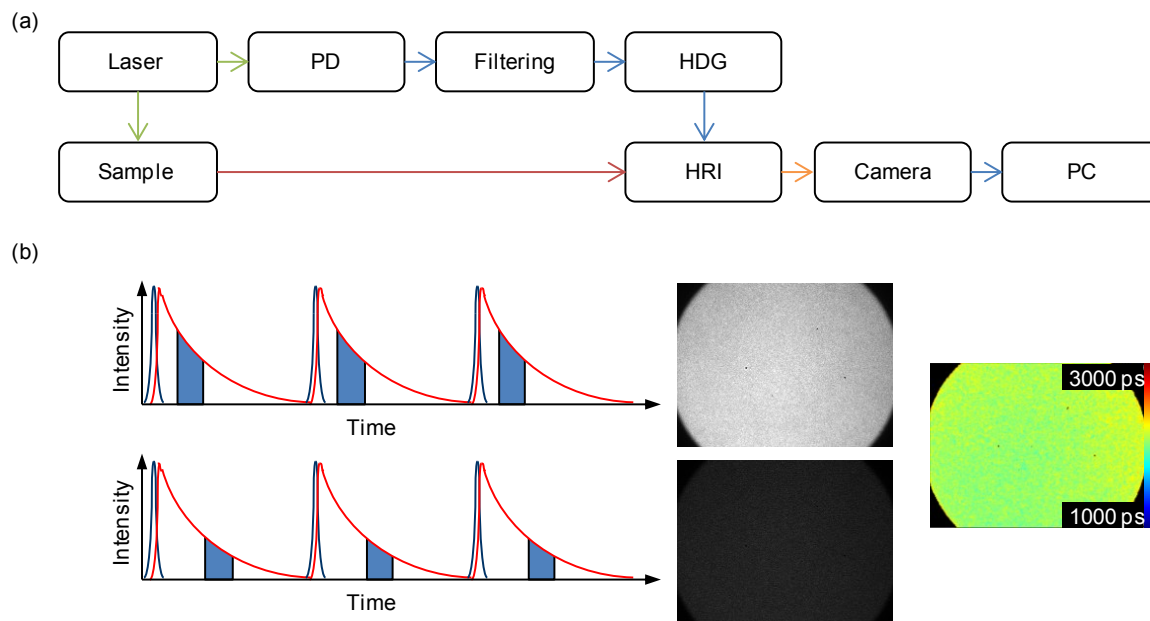 (a)
Laser PD Filtering HDG
Sample HRI Camera PC
(b)
Intensity
Time
3000 ps
Intensity
1000 ps
Time